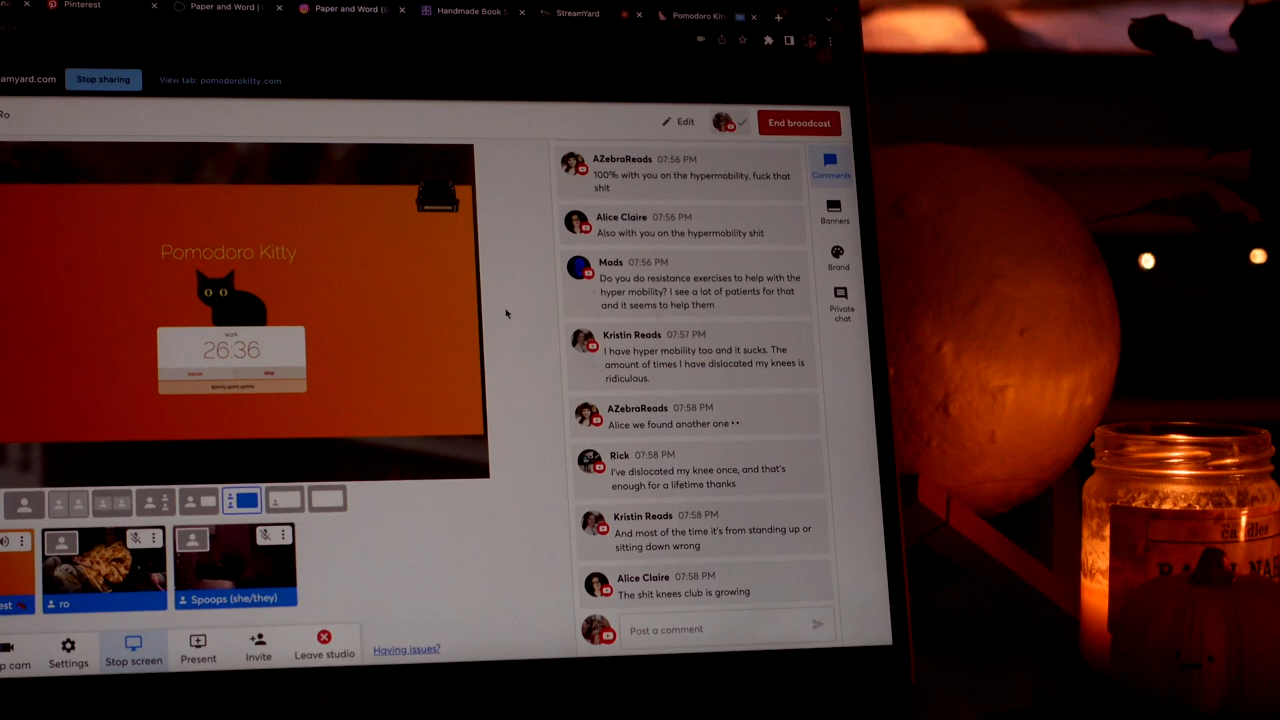 Pinterest
Paper and Word |
Paper and Word (@
Handmade Book
StreamYard
Pomodoro Kit
eamyard.com
Stop sharing
View tab: pomodorokitty.com
Ro
Edit
End broadcast
Pomodoro Kitty
WORK
26:36
pause
stop
AZebraReads 07:56 PM
100% with you on the hypermobility, fuck that
shit
Alice Claire 07:56 PM
Also with you on the hypermobility shit
Mads 07:56 PM
Do you do resistance exercises to help with the
hyper mobility? I see a lot of patients for that
and it seems to help them
Kristin Reads 07:57 PM
I have hyper mobility too and it sucks. The
amount of times I have dislocated my knees is
ridiculous.
AZebraReads 07:58 PM
Alice we found another one
Rick 07:58 PM
I've dislocated my knee once, and that's
enough for a lifetime thanks
Kristin Reads 07:58 PM
And most of the time it's from standing up or
sitting down wrong
Alice Claire 07:58 PM
The shit knees club is growing
Post a comment
Comments
Banners
Brand
Private
chat
est
ro
Spoops (she/they)
p cam
Settings
Stop screen
Present
Invite
Leave studio
Having issues?
candles